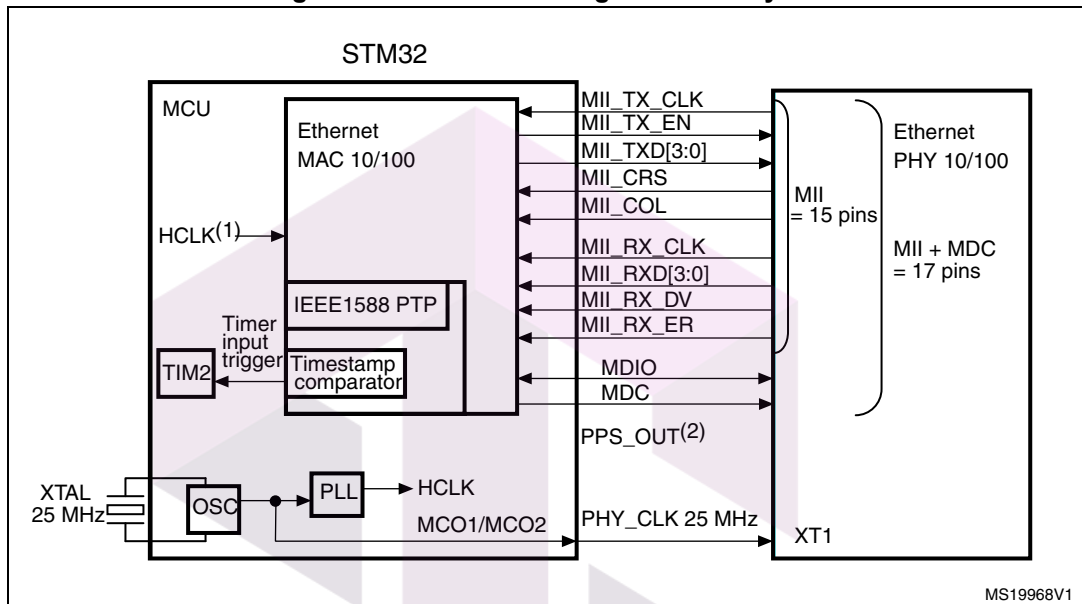 STM32
MCU
Ethernet
MAC 10/100
HCLK(1)
IEEE1588 PTP
Timer
input
trigger
TIM2
Timestamp
comparator
XTAL
25 MHz
OSC
PLL
HCLK
MCO1/MCO2
MII_TX_CLK
MII_TX_EN
MII_TXD[3:0]
MII_CRS
MII_COL
MII_RX_CLK
MII_RXD[3:0]
MII_RX_DV
MII_RX_ER
MDIO
MDC
PPS_OUT(2)
PHY_CLK 25 MHz
MII
= 15 pins
Ethernet
PHY 10/100
MII + MDC
= 17 pins
XT1
MS19968V1